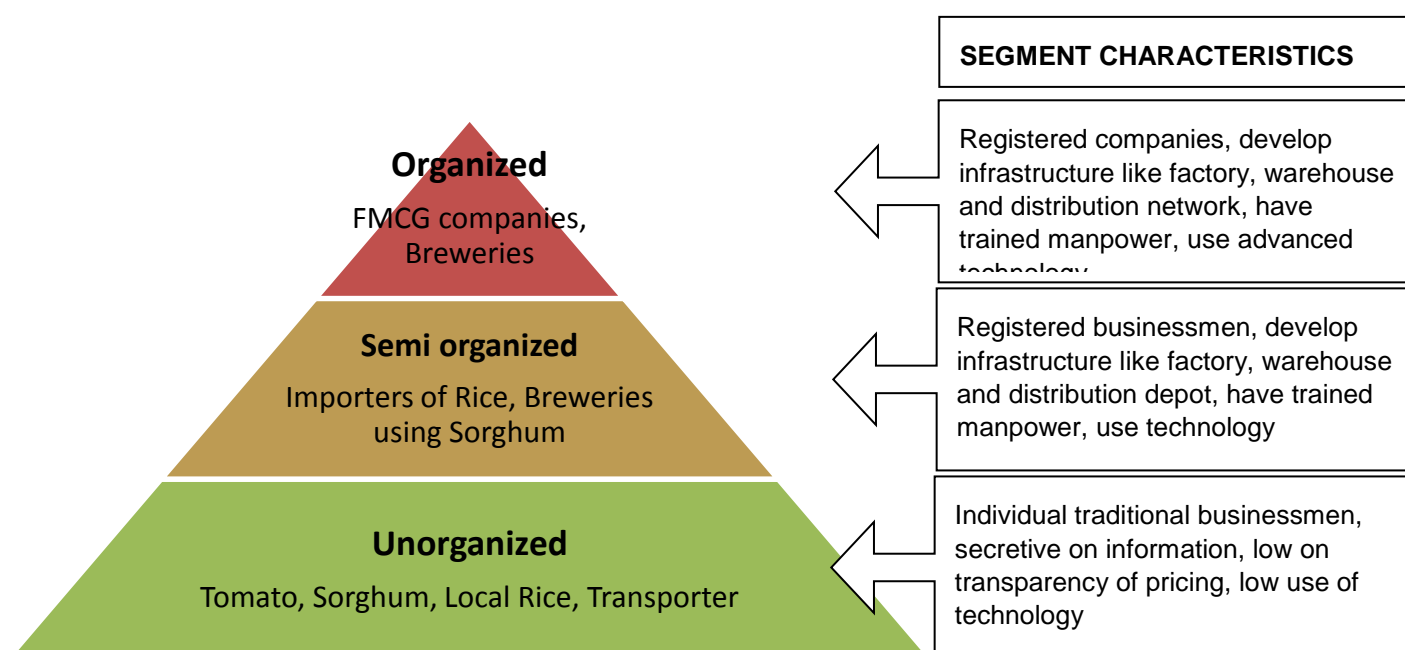 SEGMENT CHARACTERISTICS
Organized
FMCG companies,
Breweries
Registered companies, develop
infrastructure like factory, warehouse
and distribution network, have
trained manpower, use advanced
technology
Semi organized
Importers of Rice, Breweries
using Sorghum
Registered businessmen, develop
infrastructure like factory, warehouse
and distribution depot, have trained
manpower, use technology
Unorganized
Tomato, Sorghum, Local Rice, Transporter
Individual traditional businessmen,
secretive on information, low on
transparency of pricing, low use of
technology